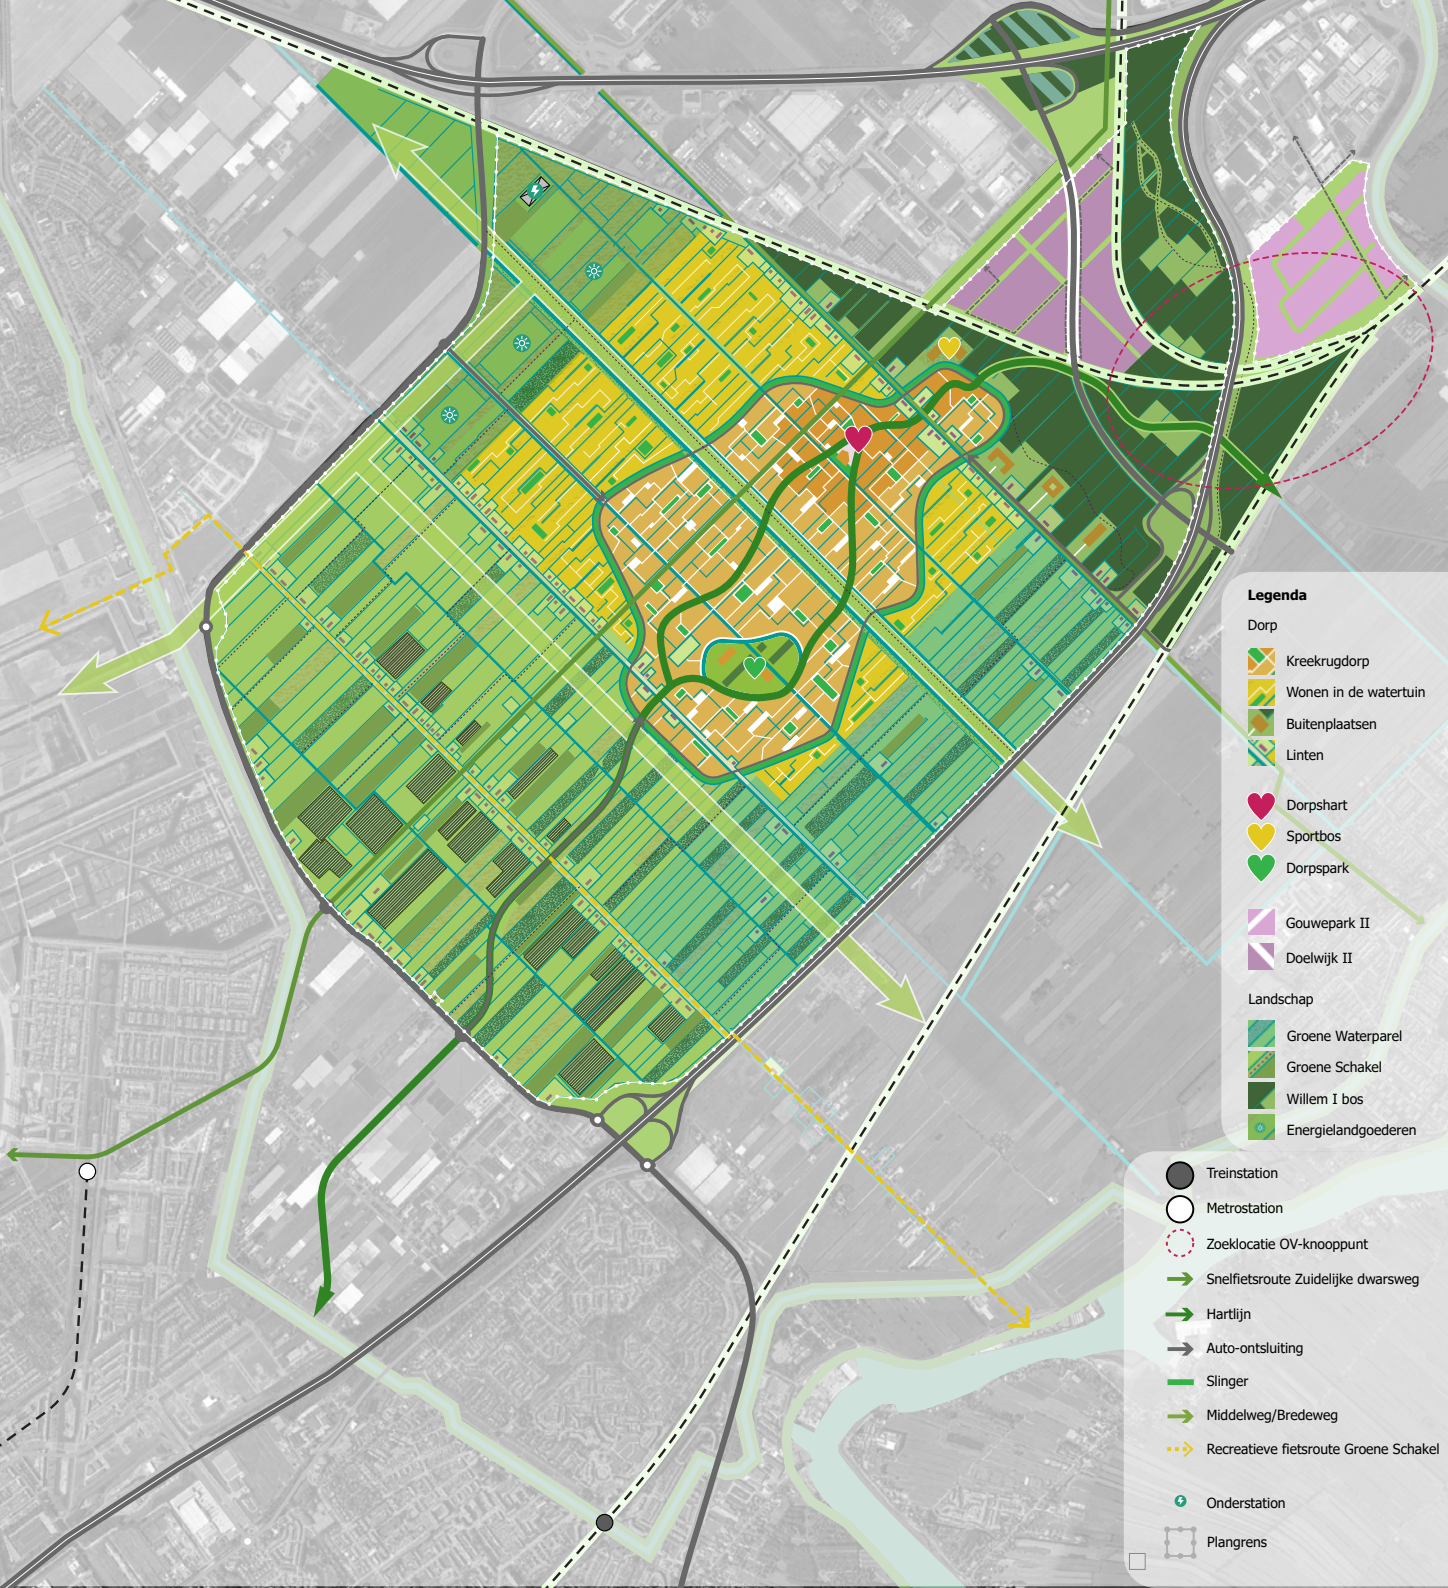 Legenda
Dorp
Kreekrugdorp
Wonen in de watertuin
Buitenplaatsen
Linten
Dorpshart
Sportbos
Dorpspark
Gouwepark II
Doelwijk II
Landschap
Groene Waterparel
Groene Schakel
Willem I bos
Energielandgoederen
Treinstation
Metrostation
Zoeklocatie OV-knooppunt
Snelfietsroute Zuidelijke dwarsweg
Hartlijn
Auto-ontsluiting
Slinger
Middelweg/Bredeweg
Recreatieve fietsroute Groene Schakel
Onderstation
Plangrens